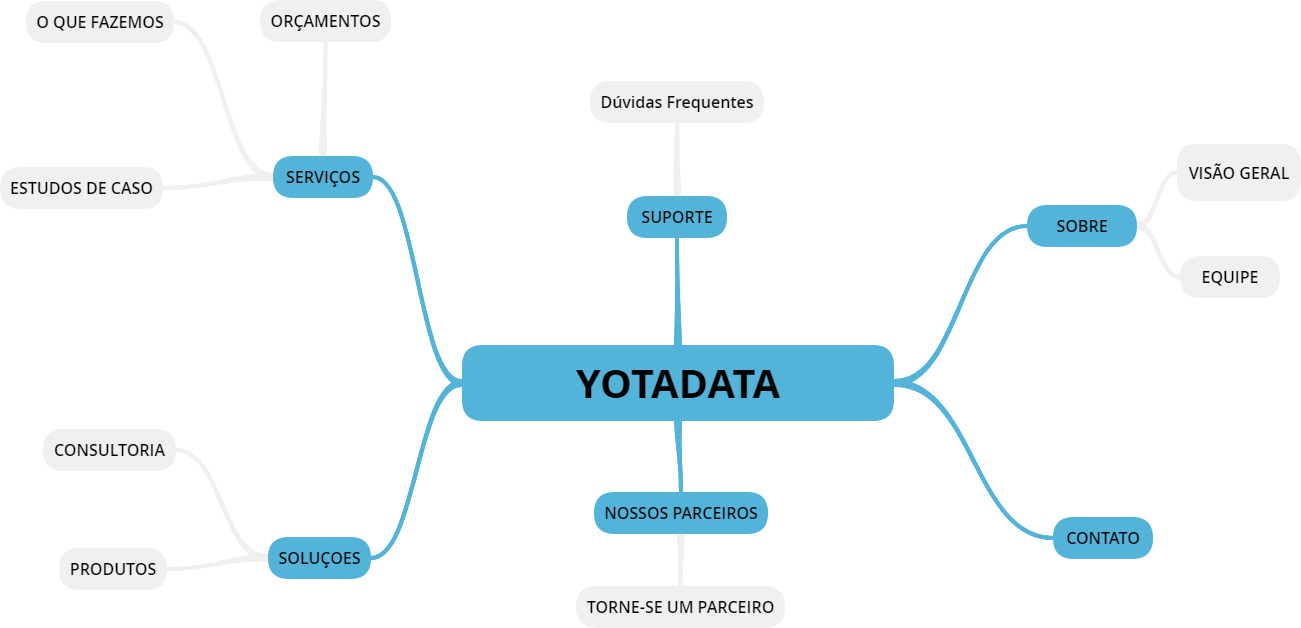 O QUE FAZEMOS
ORÇAMENTOS
Dúvidas Frequentes
VISÃO GERAL
SERVIÇOS
ESTUDOS DE CASO
SUPORTE
SOBRE
EQUIPE
YOTADATA
CONSULTORIA
NOSSOS PARCEIROS
CONTATO
SOLUÇOES
PRODUTOS
TORNE-SE UM PARCEIRO